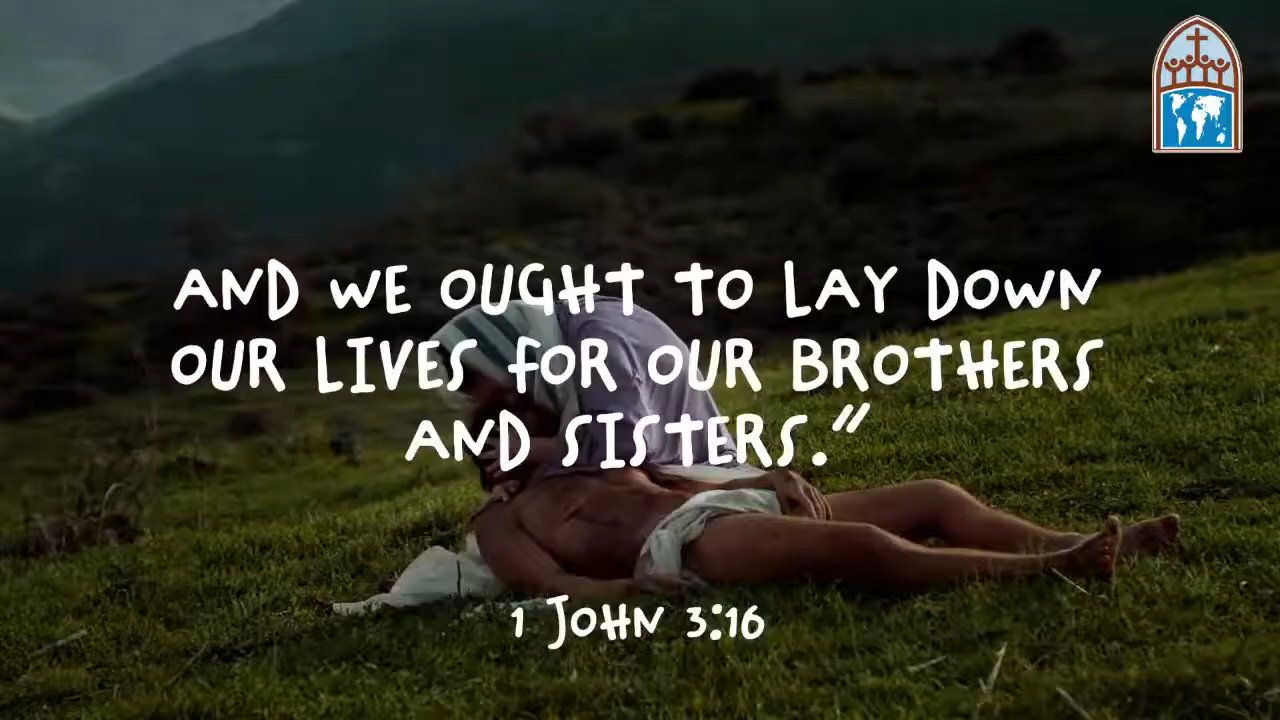 AND WE OUGHT TO LAY DOWN
OUR LIVES FOR OUR BROTHERS
AND SISTERS.”
1 JOHN 3:16